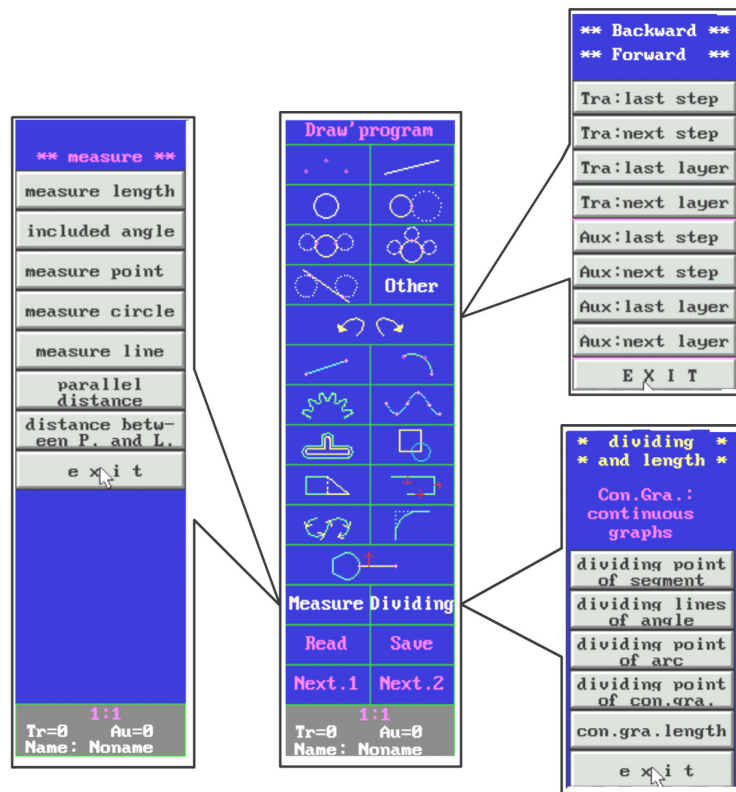 ** measure **
measure length
included angle
measure point
measure circle
measure line
parallel
distance
distance betw-
een P. and L.
e x i t
1:1
Tr=0 Au=0
Name: Noname
Draw'program
Other
Measure Dividing
Read Save
Next.1 Next.2
1:1
Tr=0 Au=0
Name: Noname
** Backward **
** Forward **
Tra:last step
Tra:next step
Tra:last layer
Tra:next layer
Aux:last step
Aux:next step
Aux:last layer
Aux:next layer
E X I T
* dividing *
* and length *
Con.Gra.:
continuous
graphs
dividing point
of segment
dividing lines
of angle
dividing point
of arc
dividing point
of con.gra.
con.gra.length
e x i t